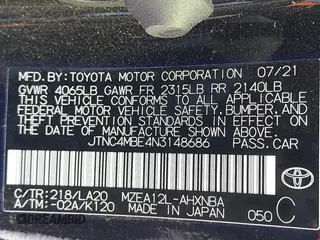 MFD. BY: TOYOTA MOTOR CORPORATION 07/21
GVWR 4065LB GAWR FR 2315LB RR 2140LB
THIS VEHICLE CONFORMS TO ALL APPLICABLE
FEDERAL MOTOR VEHICLE SAFETY, BUMPER, AND
THEFT PREVENTION STANDARDS IN EFFECT ON
THE DATE OF MANUFACTURE SHOWN ABOVE.
JTNC4MBE4N3148686 PASS.CAR
C/TR:218/LA20 MZEA12L-AHXNBA
A/TM:-02A/K120 MADE IN JAPAN 050 C
TOYOTA
DREAMBID